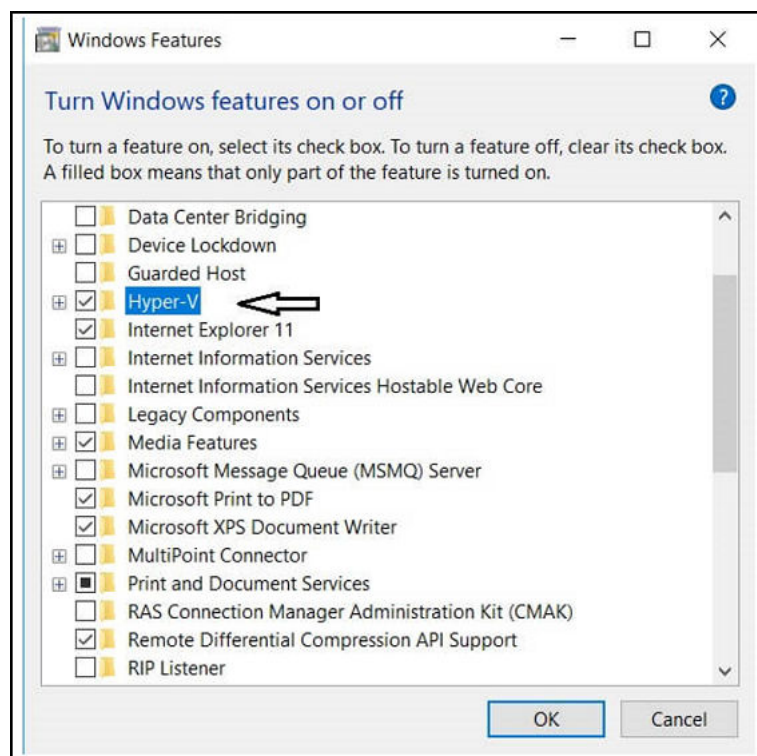 Windows Features
Turn Windows features on or off
To turn a feature on, select its check box. To turn a feature off, clear its check box.
A filled box means that only part of the feature is turned on.
Data Center Bridging
Device Lockdown
Guarded Host
Hyper-V
Internet Explorer 11
Internet Information Services
Internet Information Services Hostable Web Core
Legacy Components
Media Features
Microsoft Message Queue (MSMQ) Server
Microsoft Print to PDF
Microsoft XPS Document Writer
MultiPoint Connector
Print and Document Services
RAS Connection Manager Administration Kit (CMAK)
Remote Differential Compression API Support
RIP Listener
OK Cancel